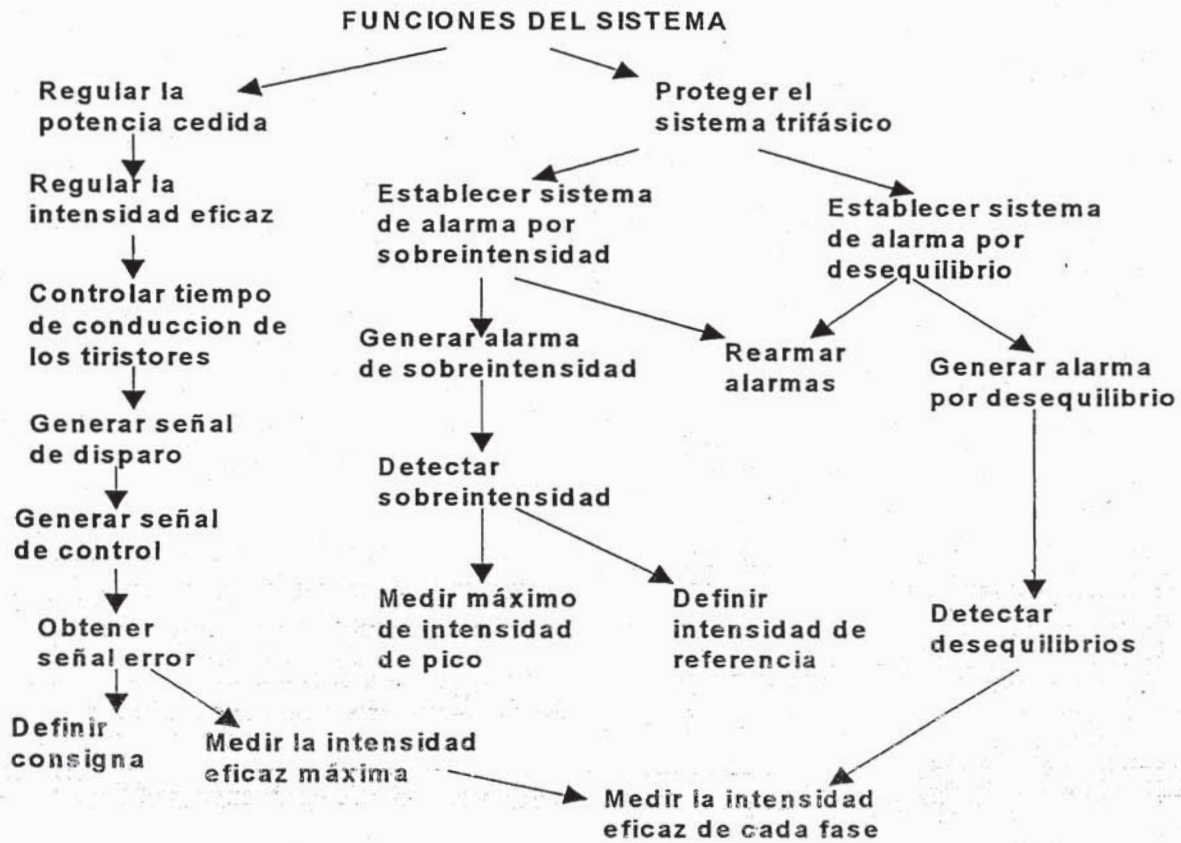 FUNCIONES DEL SISTEMA
Regular la
potencia cedida
Proteger el
sistema trifásico
Regular la
intensidad eficaz
Establecer sistema
de alarma por
sobreintensidad
Establecer sistema
de alarma por
desequilibrio
Controlar tiempo
de conduccion de
los tiristores
Generar alarma
de sobreintensidad
Rearmar
alarmas
Generar alarma
por desequilibrio
Generar señal
de disparo
Detectar
sobreintensidad
Generar señal
de control
Medir máximo
de intensidad
de pico
Definir
intensidad de
referencia
Detectar
desequilibrios
Obtener
señal error
Definir
consigna
Medir la intensidad
eficaz máxima
Medir la intensidad
eficaz de cada fase